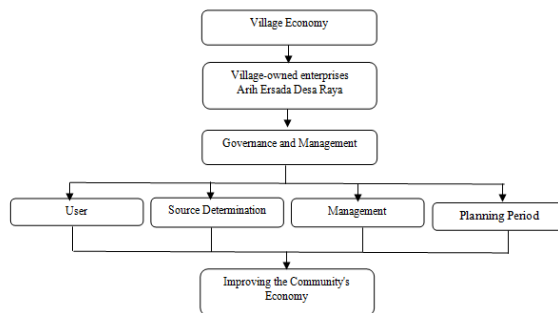 Village Economy
Village-owned enterprises
Arih Ersada Desa Raya
Governance and Management
User
Source Determination
Management
Planning Period
Improving the Community's
Economy